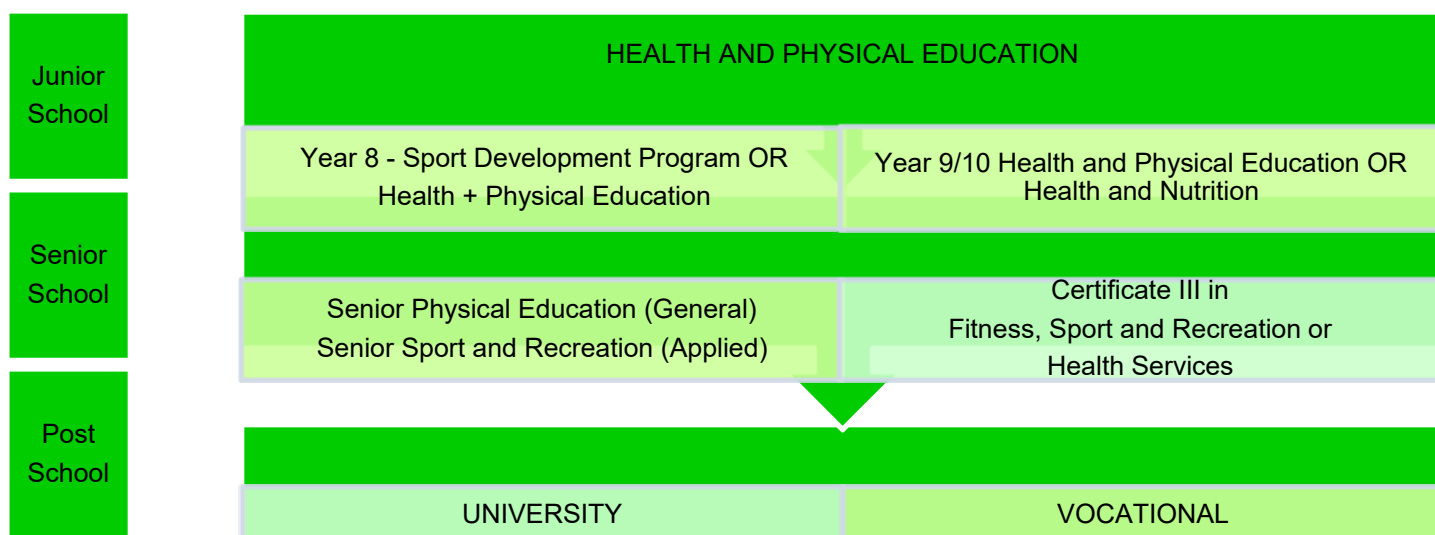 Junior
School
HEALTH AND PHYSICAL EDUCATION
Year 8 - Sport Development Program OR
Health + Physical Education
Year 9/10 Health and Physical Education OR
Health and Nutrition
Senior
School
Senior Physical Education (General)
Senior Sport and Recreation (Applied)
Certificate III in
Fitness, Sport and Recreation or
Health Services
Post
School
UNIVERSITY
VOCATIONAL